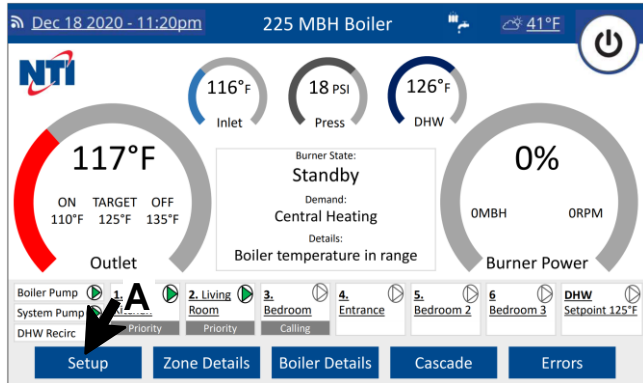 Dec 18 2020 - 11:20pm 225 MBH Boiler 41°F
NTI
116°F 18 PSI 126°F
Inlet Press DHW
117°F
ON TARGET OFF
110°F 125°F 135°F
Outlet
Burner State:
Standby
Demand:
Central Heating
Details:
Boiler temperature in range
0%
0MBH 0RPM
Burner Power
Boiler Pump
System Pump
DHW Recirc
A
1.
Priority
2. Living
Room
Priority
3.
Bedroom
Calling
4.
Entrance
5.
Bedroom 2
6
Bedroom 3
DHW
Setpoint 125°F
Setup Zone Details Boiler Details Cascade Errors